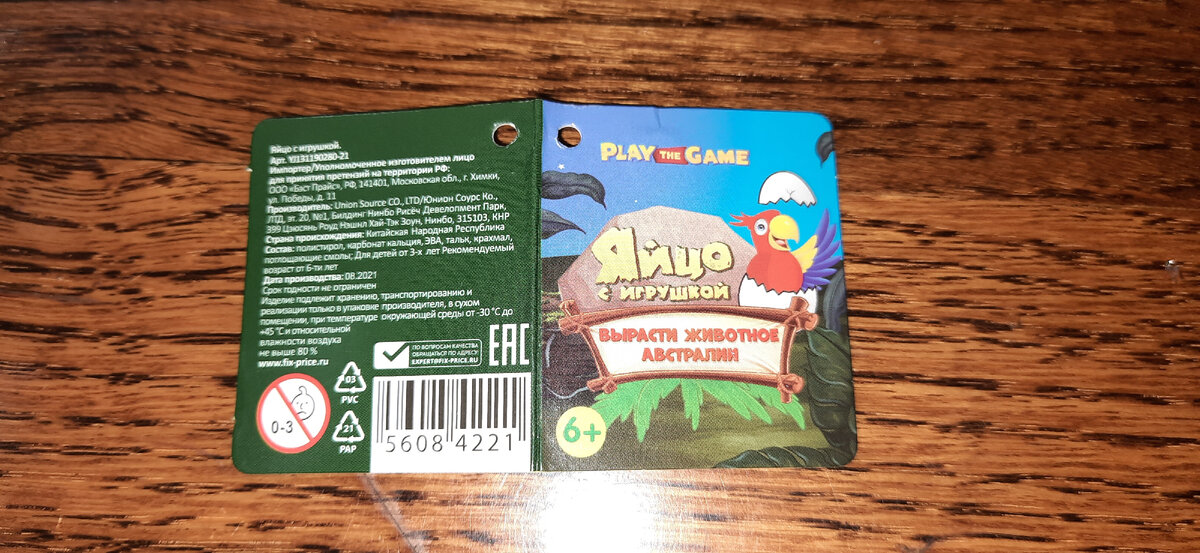 Яйцо с игрушкой.
Арт. YJ131190280-21
Импортер/Уполномоченное изготовителем лицо
для принятия претензий на территории РФ:
ООО «Бэст Прайс», РФ, 141401, Московская обл., г. Химки,
ул. Победы, д. 11
Производитель: Union Source CO., LTD/Юнион Соурс Ко.,
ЛТД, эт. 20, №1, Билдинг Нинбо Рисёч Девелопмент Парк,
399 Цзюсянь Роуд Нэшнл Хай-Тэк Зоун, Нинбо, 315103, КНР
Страна происхождения: Китайская Народная Республика
Состав: полистирол, карбонат кальция, ЭВА, тальк, крахмал,
поглощающие смолы; Для детей от 3-х лет Рекомендуемый
возраст от 6-ти лет
Дата производства: 08.2021
Срок годности не ограничен
Изделие подлежит хранению, транспортированию и
реализации только в упаковке производителя, в сухом
помещении, при температуре окружающей среды от -30 °C до
+45 °C и относительной
влажности воздуха
не выше 80 %
www.fix-price.ru
ПО ВОПРОСАМ КАЧЕСТВА
ОБРАЩАТЬСЯ ПО АДРЕСУ:
EXPERT@FIX-PRICE.RU
EAC
0-3
03
PVC
21
PAP
5608 4221
PLAY THE GAME
Яйцо
с игрушкой
ВЫРАСТИ ЖИВОТНОЕ
АВСТРАЛИИ
6+